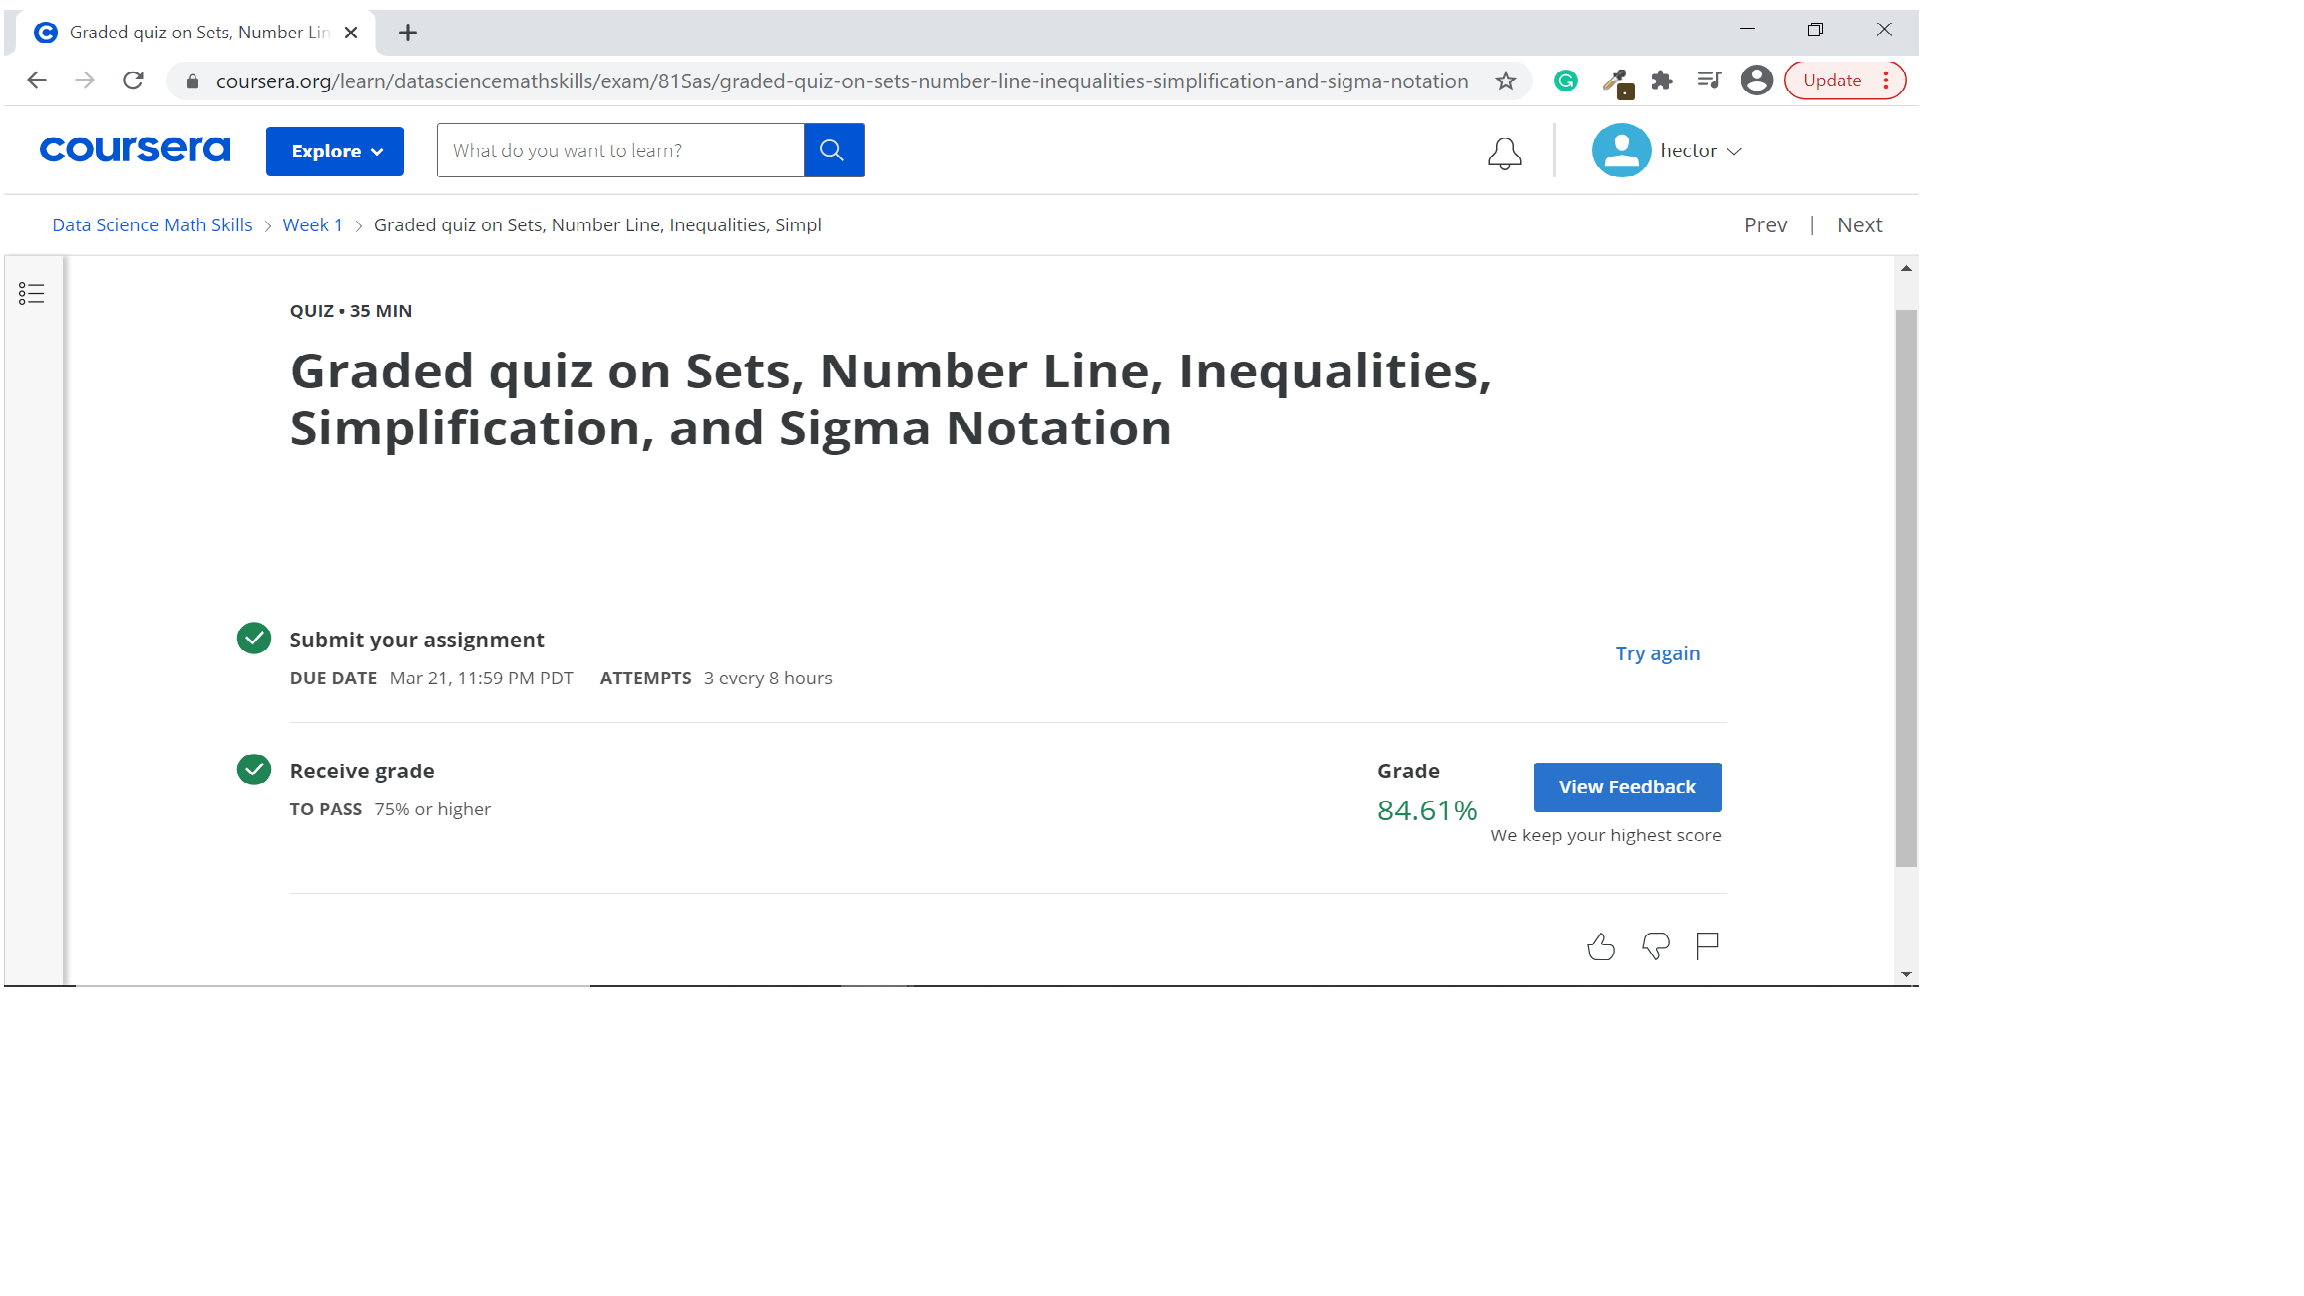 Graded quiz on Sets, Number Lin
coursera.org/learn/datasciencemathskills/exam/81Sas/graded-quiz-on-sets-number-line-inequalities-simplification-and-sigma-notation
Update
coursera
Explore
What do you want to learn?
hector
Data Science Math Skills > Week 1 > Graded quiz on Sets, Number Line, Inequalities, Simpl
Prev | Next
QUIZ • 35 MIN
Graded quiz on Sets, Number Line, Inequalities,
Simplification, and Sigma Notation
Submit your assignment
DUE DATE Mar 21, 11:59 PM PDT ATTEMPTS 3 every 8 hours
Try again
Receive grade
TO PASS 75% or higher
Grade
84.61%
View Feedback
We keep your highest score